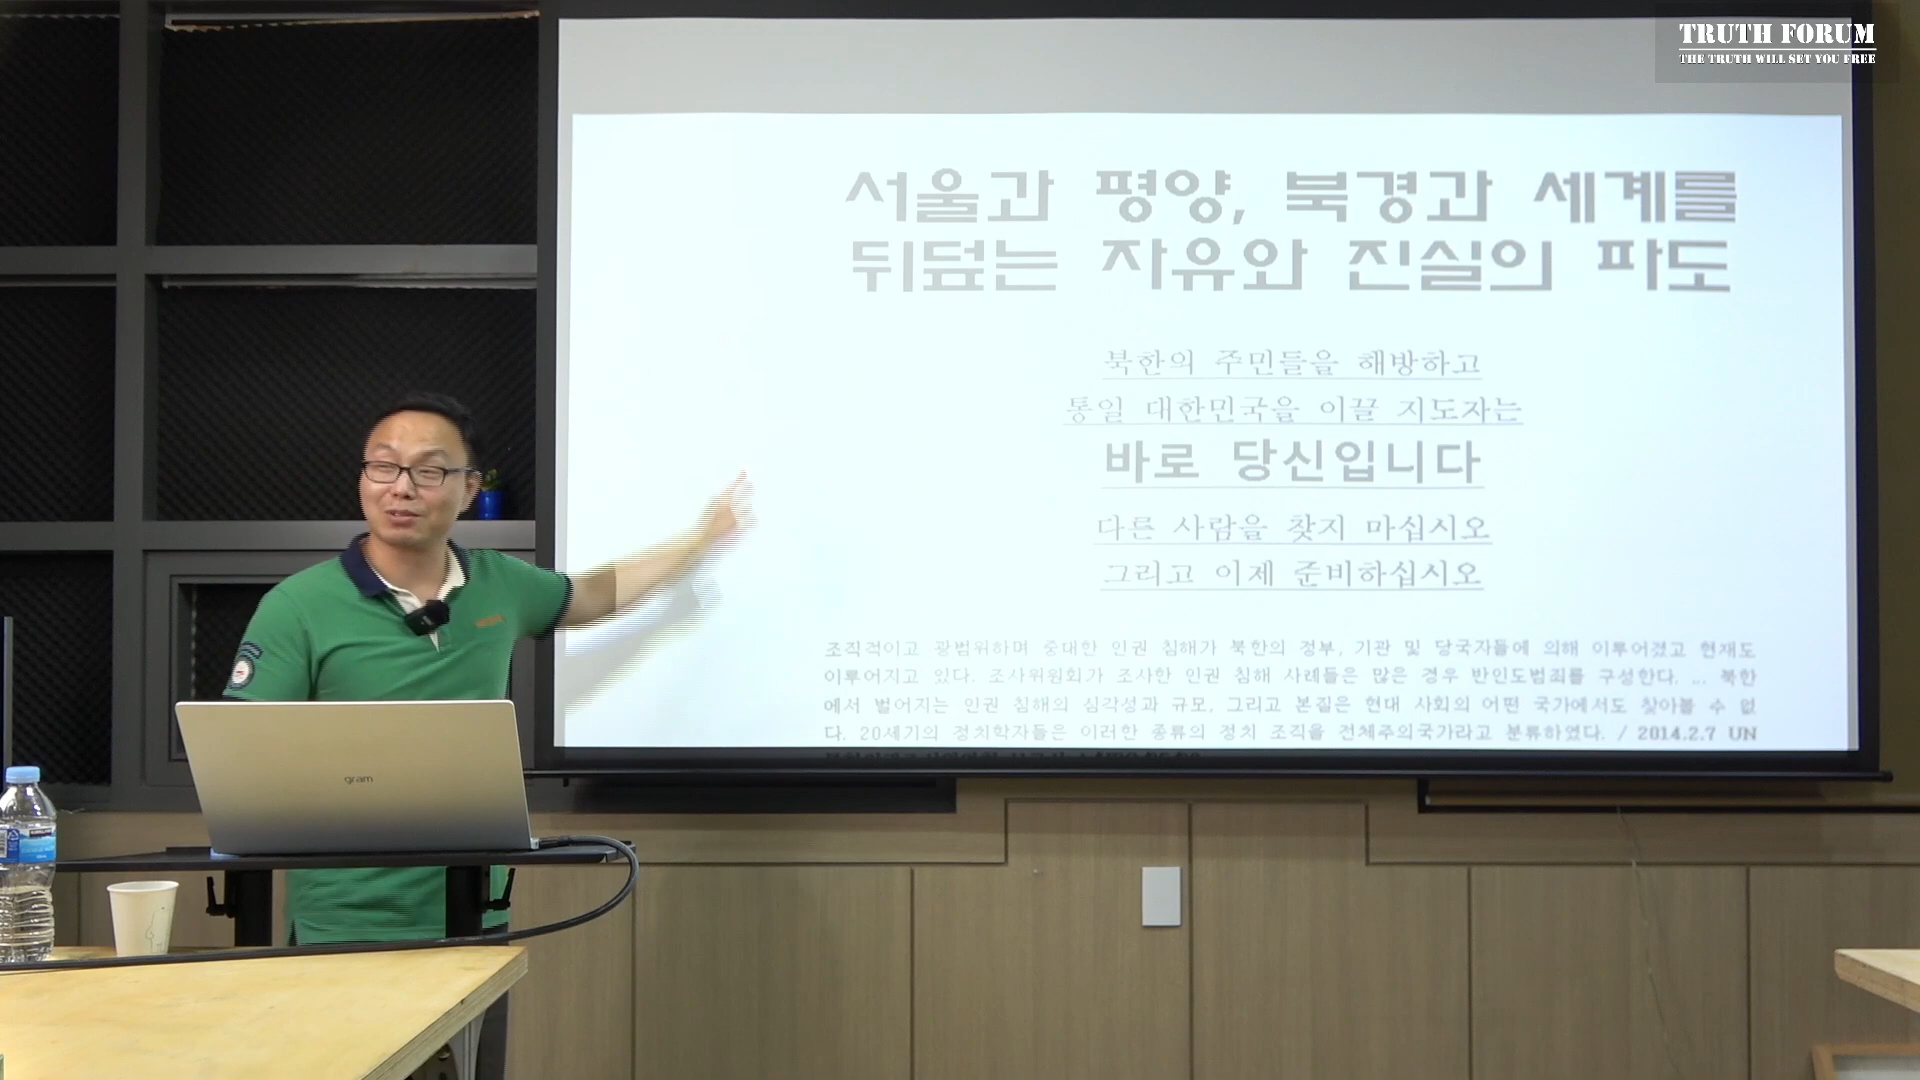 TRUTH FORUM
THE TRUTH WILL SET YOU FREE
서울과 평양, 북경과 세계를
뒤덮는 자유와 진실의 파도
북한의 주민들을 해방하고
통일 대한민국을 이끌 지도자는
바로 당신입니다
다른 사람을 찾지 마십시오
그리고 이제 준비하십시오
조직적이고 광범위하며 중대한 인권 침해가 북한의 정부, 기관 및 당국자들에 의해 이루어졌고 현재도
이루어지고 있다. 조사위원회가 조사한 인권 침해 사례들은 많은 경우 반인도범죄를 구성한다. ... 북한
에서 벌어지는 인권 침해의 심각성과 규모, 그리고 본질은 현대 사회의 어떤 국가에서도 찾아볼 수 없
다. 20세기의 정치학자들은 이러한 종류의 정치 조직을 전체주의국가라고 분류하였다. / 2014.2.7 UN
gram